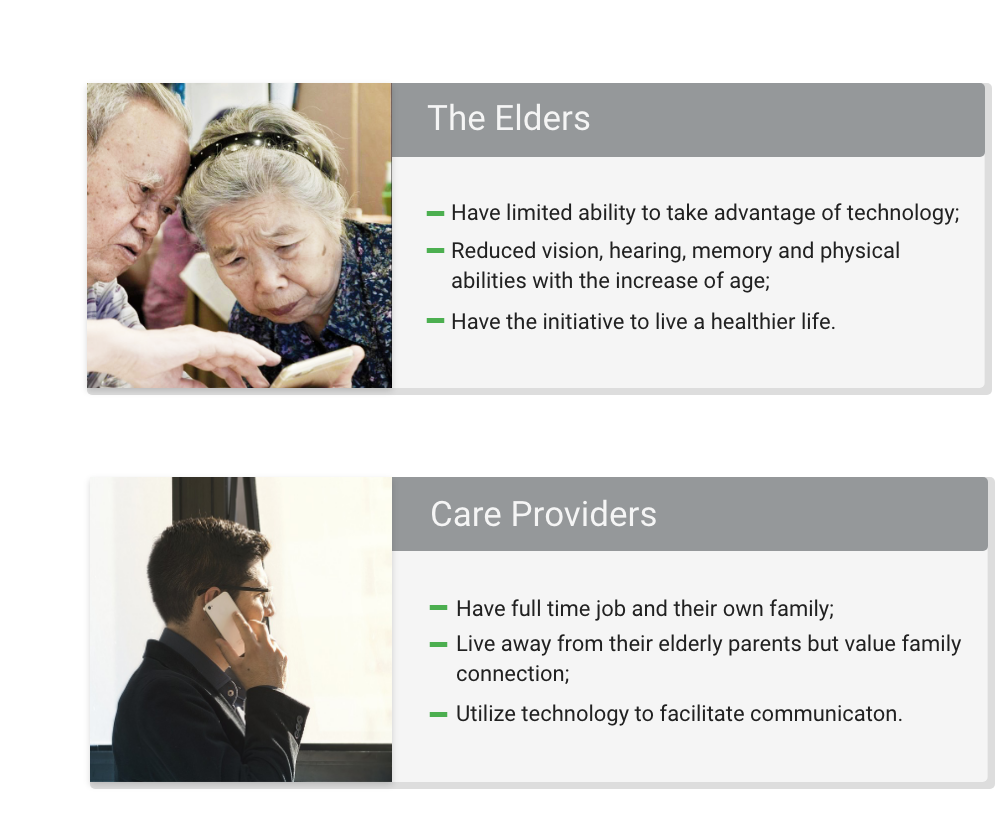 The Elders
Have limited ability to take advantage of technology;
Reduced vision, hearing, memory and physical
abilities with the increase of age;
Have the initiative to live a healthier life.
Care Providers
Have full time job and their own family;
Live away from their elderly parents but value family
connection;
Utilize technology to facilitate communicaton.